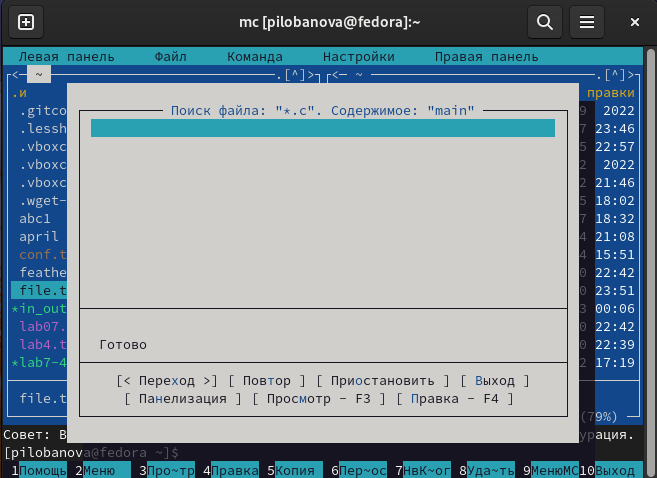 mc [pilobanova@fedora]:~
Левая панель Файл Команда Настройки Правая панель
<— ~ .[^]> <— ~ .[^]>
.и правки
.gitco 9 2022
.lessh 7 23:46
.vboxc 5 22:57
.vboxc 2 2022
.vboxc 2 21:46
.wget- 5 18:02
abc1 7 18:32
april 4 21:08
conf.t 4 15:51
feathe 0 22:42
file.t 0 23:51
*in_out 3 00:06
lab07. 0 22:42
lab4.t 0 22:39
*lab7-4 2 17:19
Поиск файла: "*.c". Содержимое: "main"
Готово
[< Переход >] [ Повтор ] [ Приостановить ] [ Выход ]
[ Панелизация ] [ Просмотр - F3 ] [ Правка - F4 ]
file.t (79%)
Совет: В урация.
[pilobanova@fedora ~]$
1Помощь 2Меню 3Про~тр 4Правка 5Копия 6Пер~ос 7НвК~ог 8Уда~ть 9МенюMC10Выход